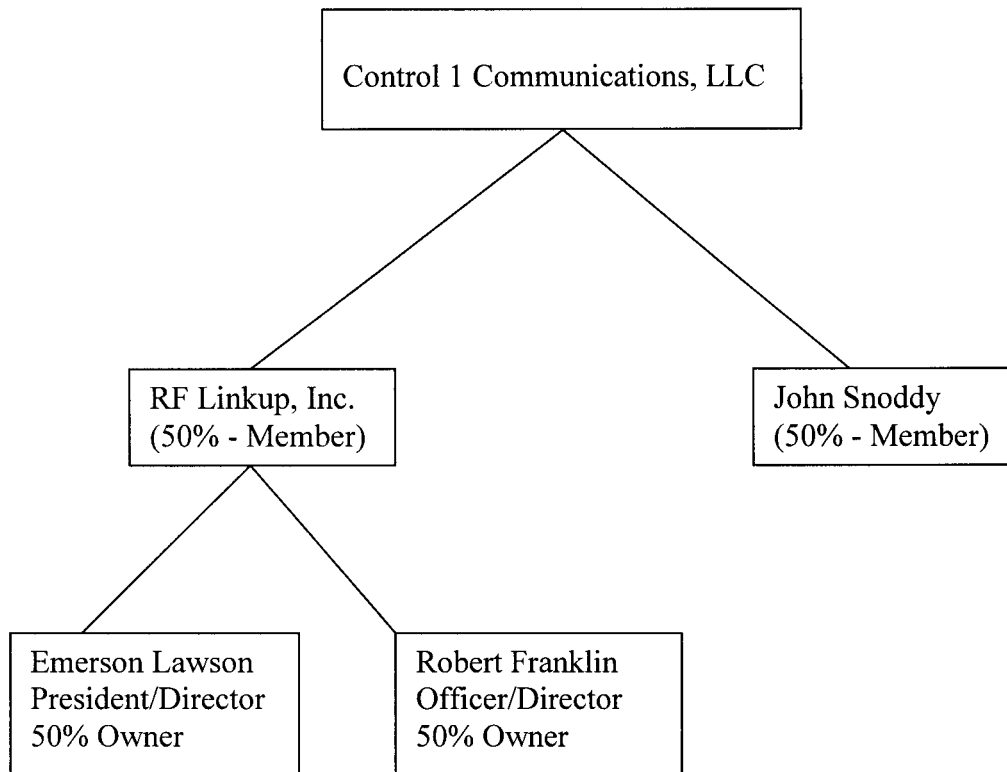 Control 1 Communications, LLC
RF Linkup, Inc.
(50% - Member)
John Snoddy
(50% - Member)
Emerson Lawson
President/Director
50% Owner
Robert Franklin
Officer/Director
50% Owner